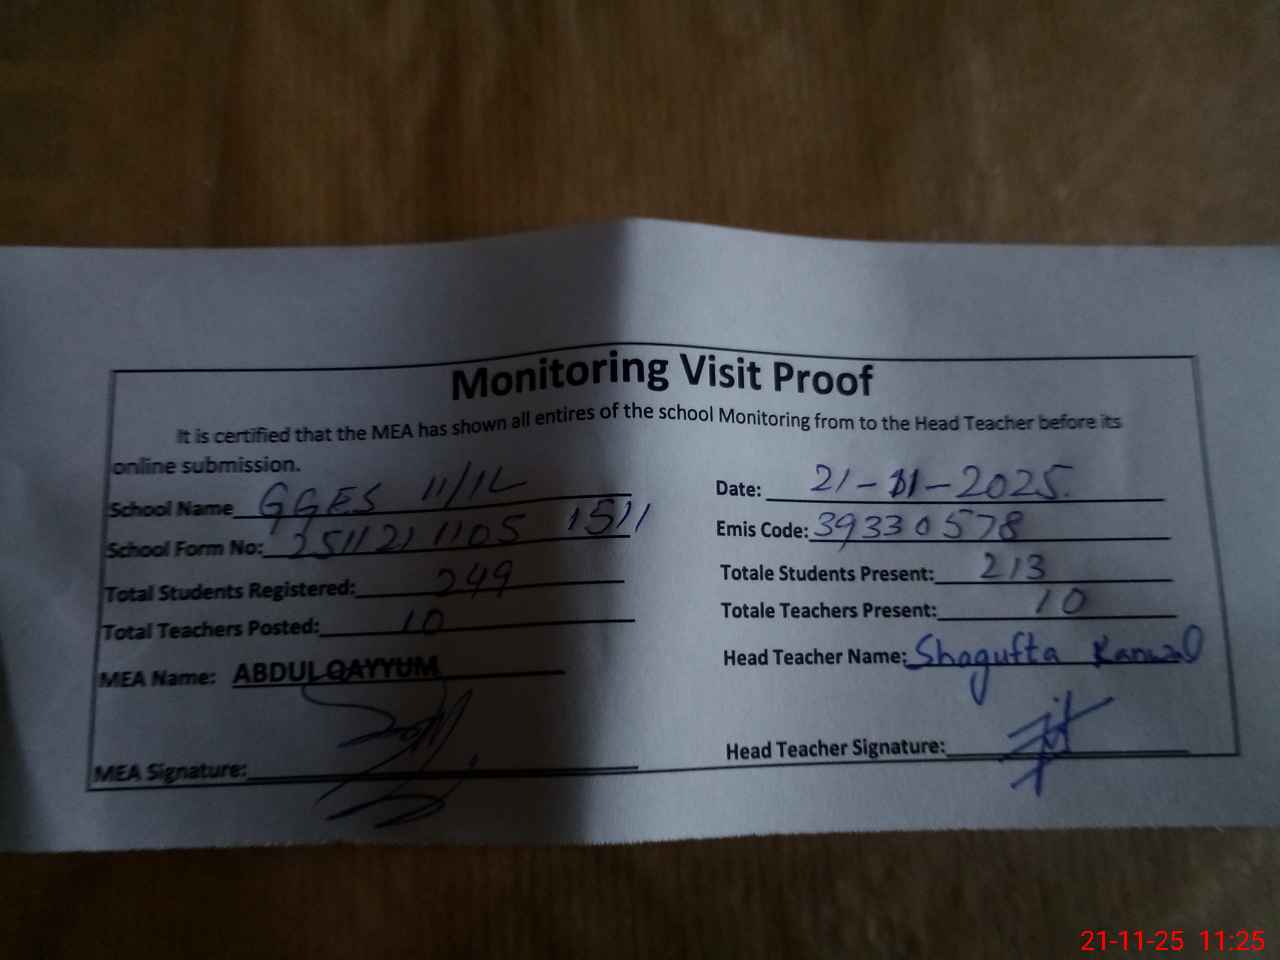 Monitoring Visit Proof
It is certified that the MEA has shown all entires of the school Monitoring from to the Head Teacher before its
online submission.
School Name GGES 11/1L
Date: 21-11-2025.
School Form No: 251121 1105 1511
Emis Code: 39330578
Total Students Registered: 249
Totale Students Present: 213
Total Teachers Posted: 10
Totale Teachers Present: 10
MEA Name: ABDULQAYYUM
Head Teacher Name: Shagufta Kanwal
MEA Signature:
Head Teacher Signature:
21-11-25 11:25